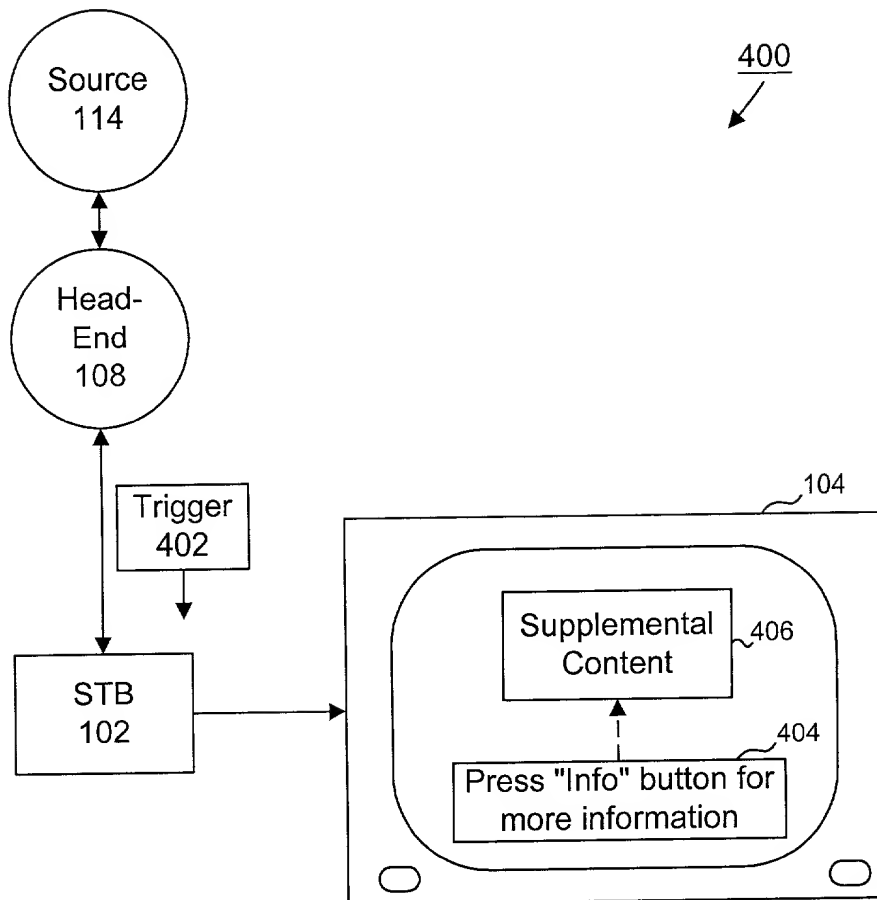 Source
114
400
Head-
End
108
Trigger
402
104
Supplemental
Content
406
STB
102
404
Press "Info" button for
more information